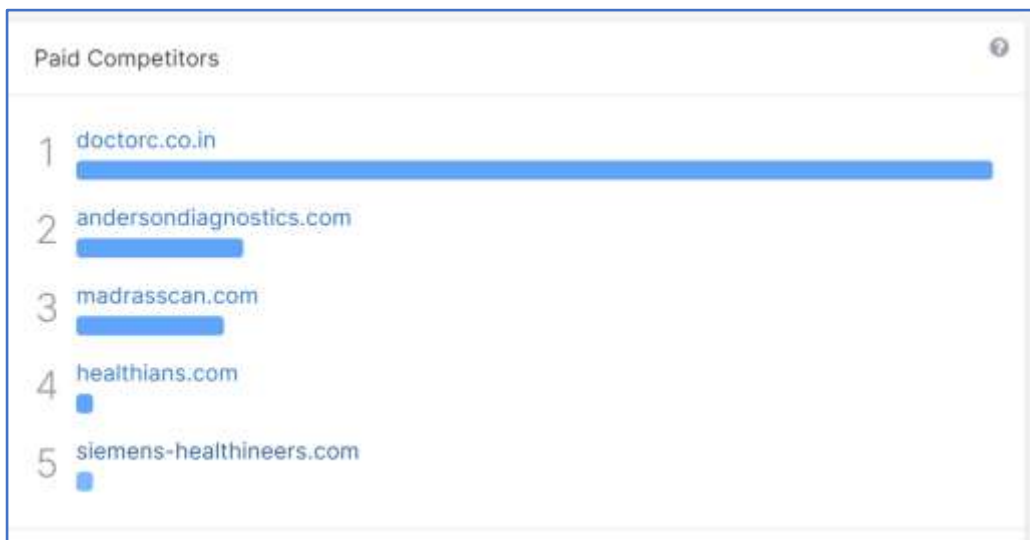 Paid Competitors ?
1 doctorc.co.in
2 andersondiagnostics.com
3 madrasscan.com
4 healthians.com
5 siemens-healthineers.com